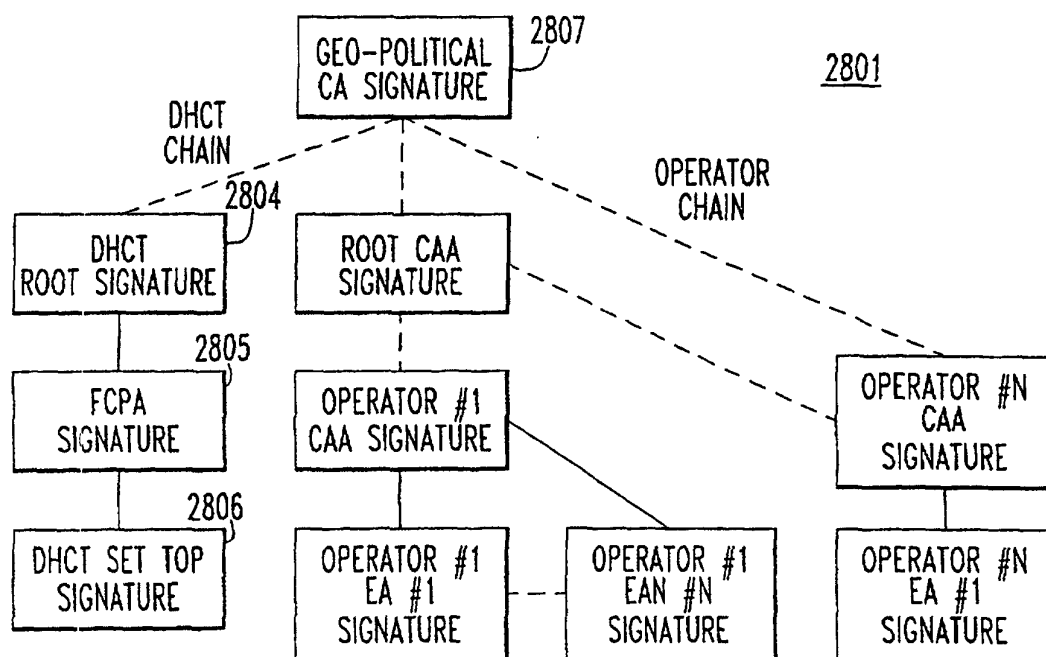 GEO-POLITICAL
CA SIGNATURE
2807
2801
DHCT
CHAIN
OPERATOR
CHAIN
2804
DHCT
ROOT SIGNATURE
ROOT CAA
SIGNATURE
2805
FCPA
SIGNATURE
OPERATOR #1
CAA SIGNATURE
OPERATOR #N
CAA
SIGNATURE
2806
DHCT SET TOP
SIGNATURE
OPERATOR #1
EA #1
SIGNATURE
OPERATOR #1
EAN #N
SIGNATURE
OPERATOR #N
EA #1
SIGNATURE